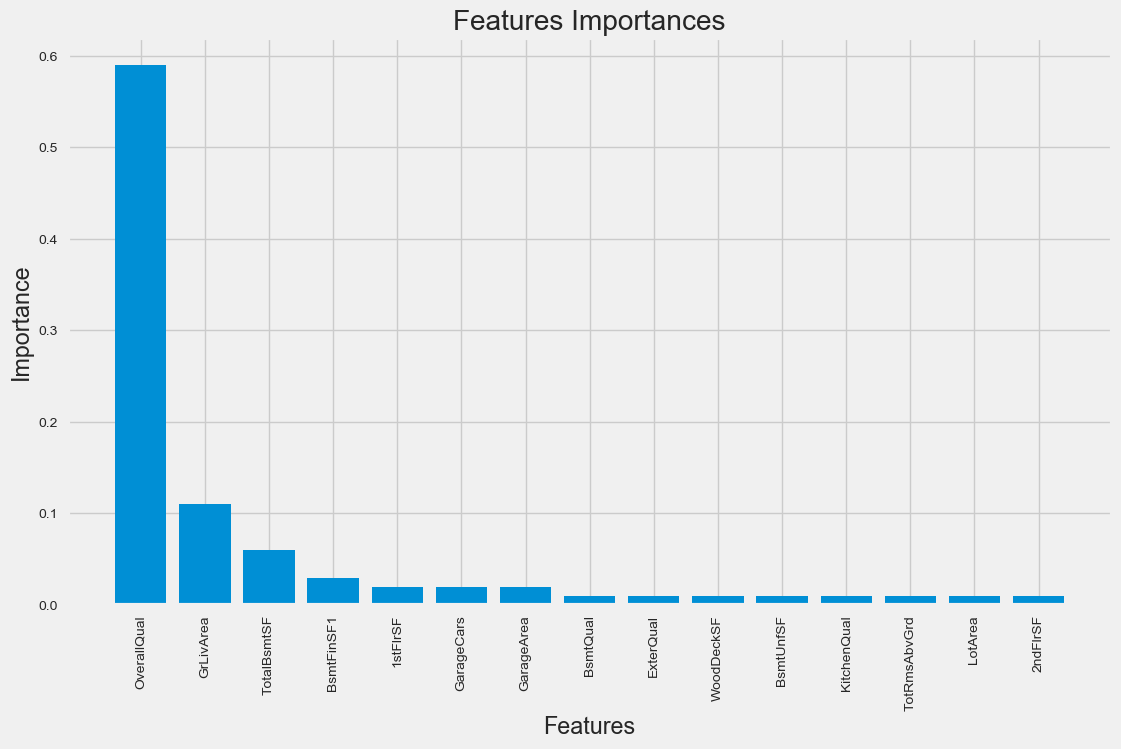 Features Importances
Importance
0.6
0.5
0.4
0.3
0.2
0.1
0.0
OverallQual
GrLivArea
TotalBsmtSF
BsmtFinSF1
1stFlrSF
GarageCars
GarageArea
BsmtQual
ExterQual
WoodDeckSF
BsmtUnfSF
KitchenQual
TotRmsAbvGrd
LotArea
2ndFlrSF
Features